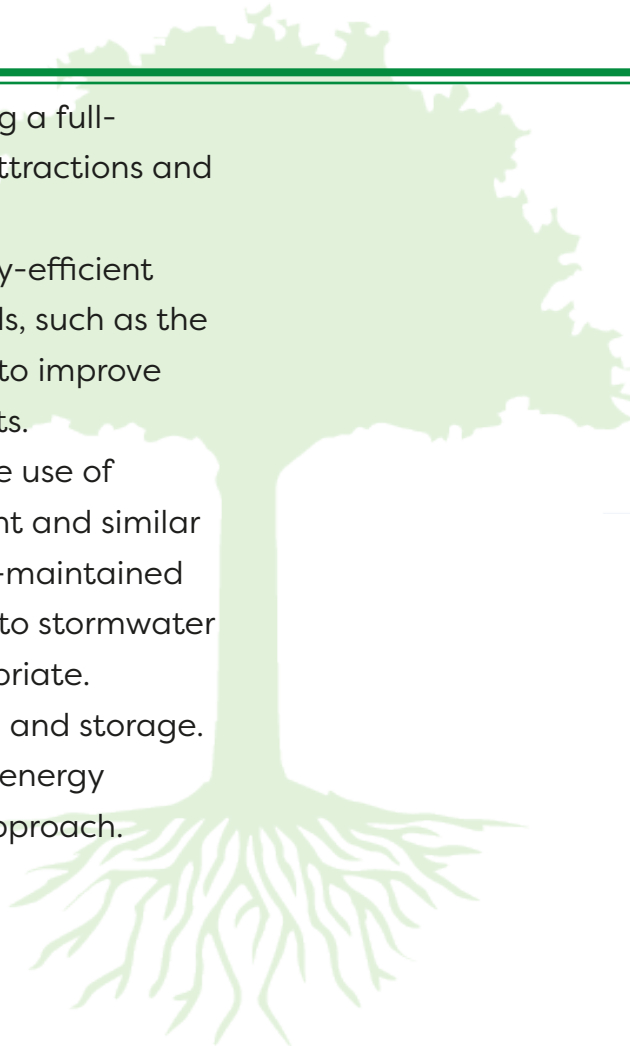 g a full-
ttractions and
y-efficient
ls, such as the
to improve
ts.
e use of
nt and similar
-maintained
to stormwater
priate.
and storage.
energy
pproach.